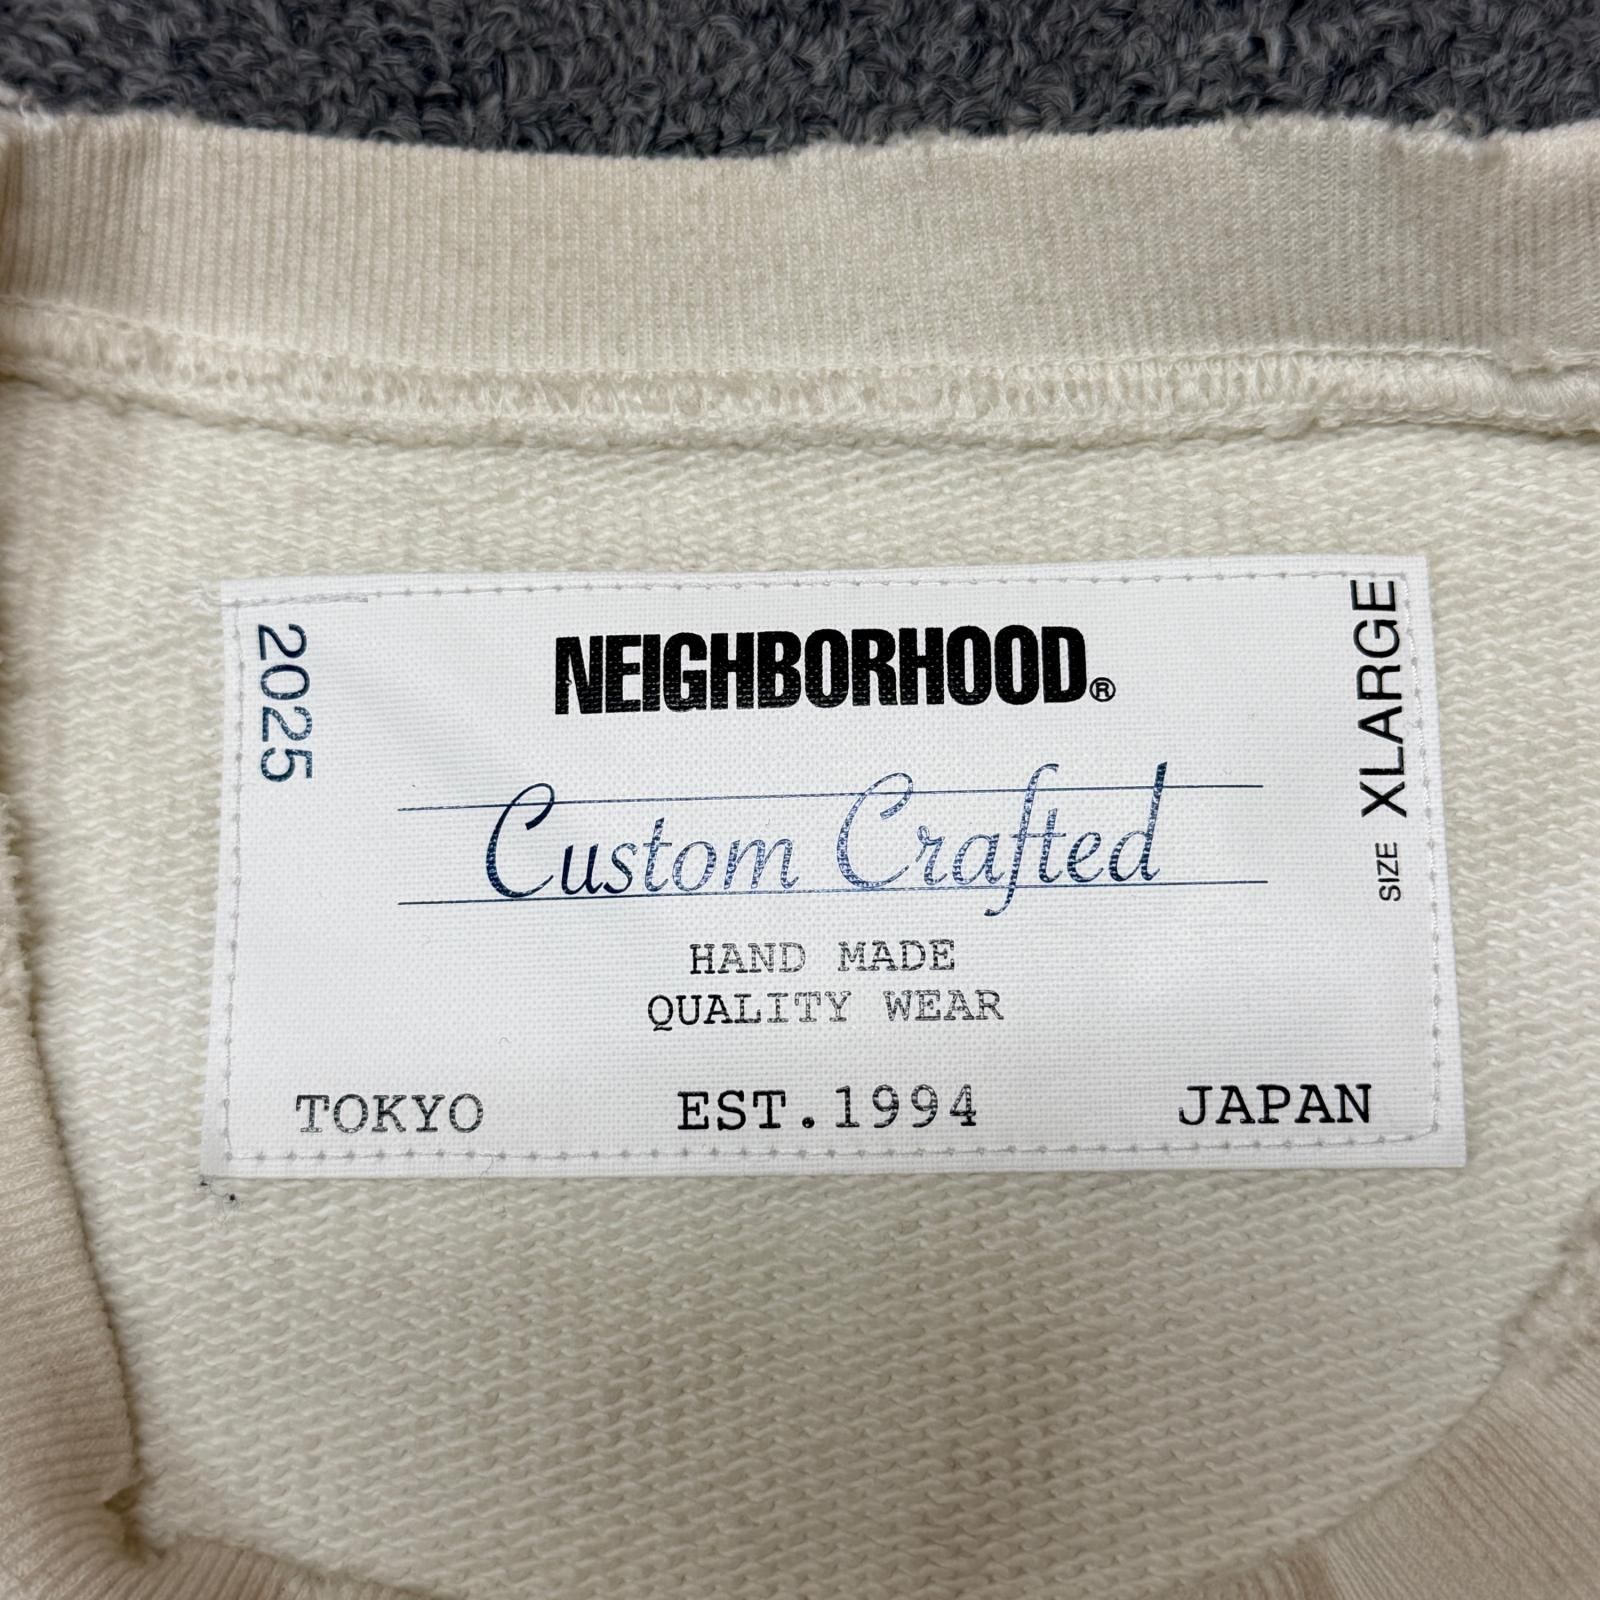 NEIGHBORHOOD®
2025
SIZE XLARGE
Custom Crafted
HAND MADE
QUALITY WEAR
TOKYO EST.1994 JAPAN